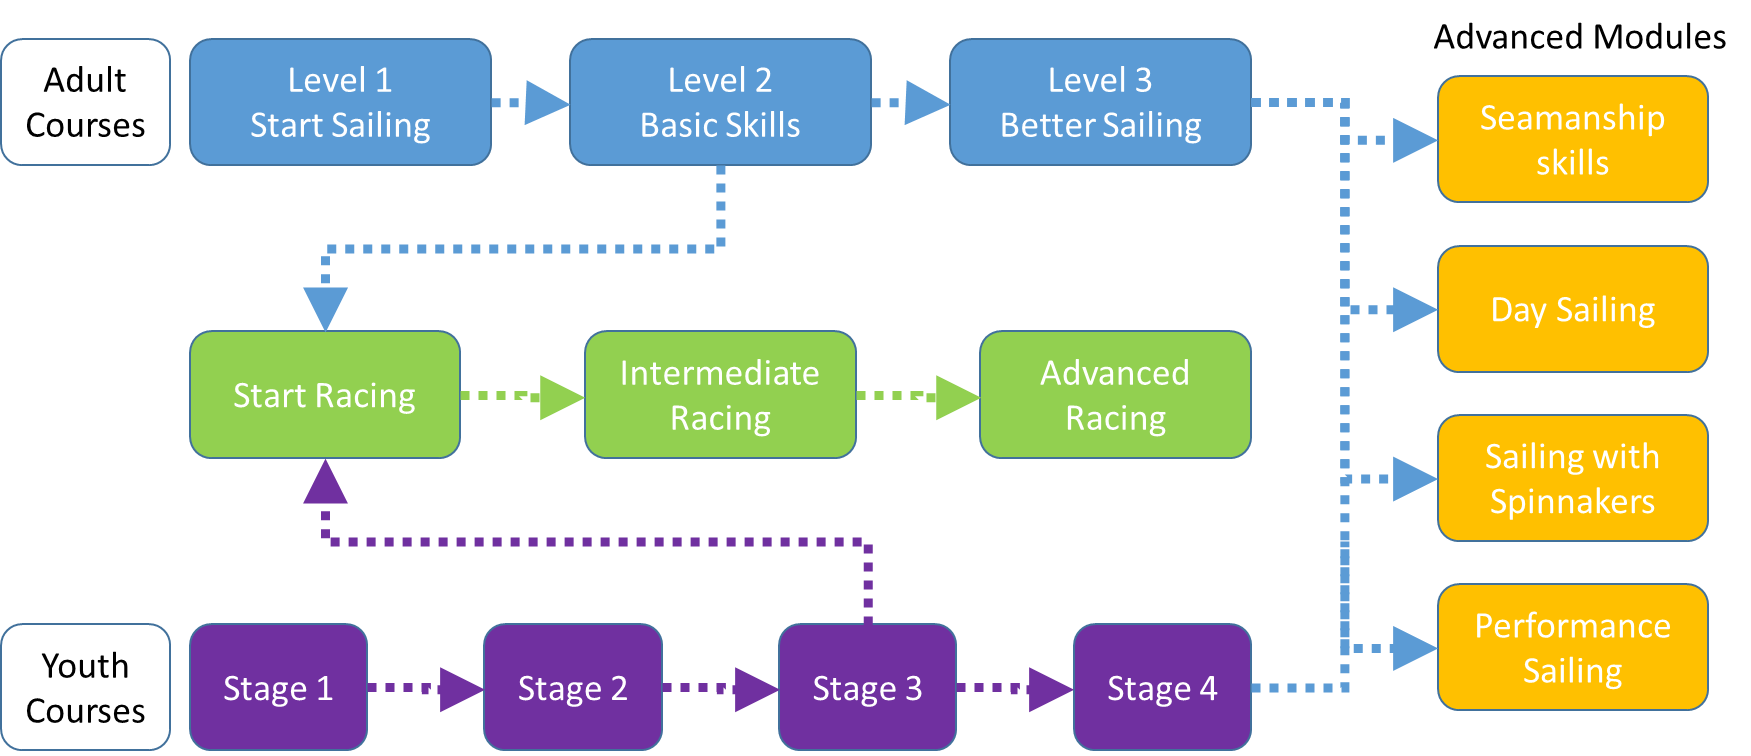 Advanced Modules
Adult
Courses
Level 1
Start Sailing
Level 2
Basic Skills
Level 3
Better Sailing
Seamanship
skills
Day Sailing
Start Racing
Intermediate
Racing
Advanced
Racing
Sailing with
Spinnakers
Performance
Sailing
Youth
Courses
Stage 1
Stage 2
Stage 3
Stage 4